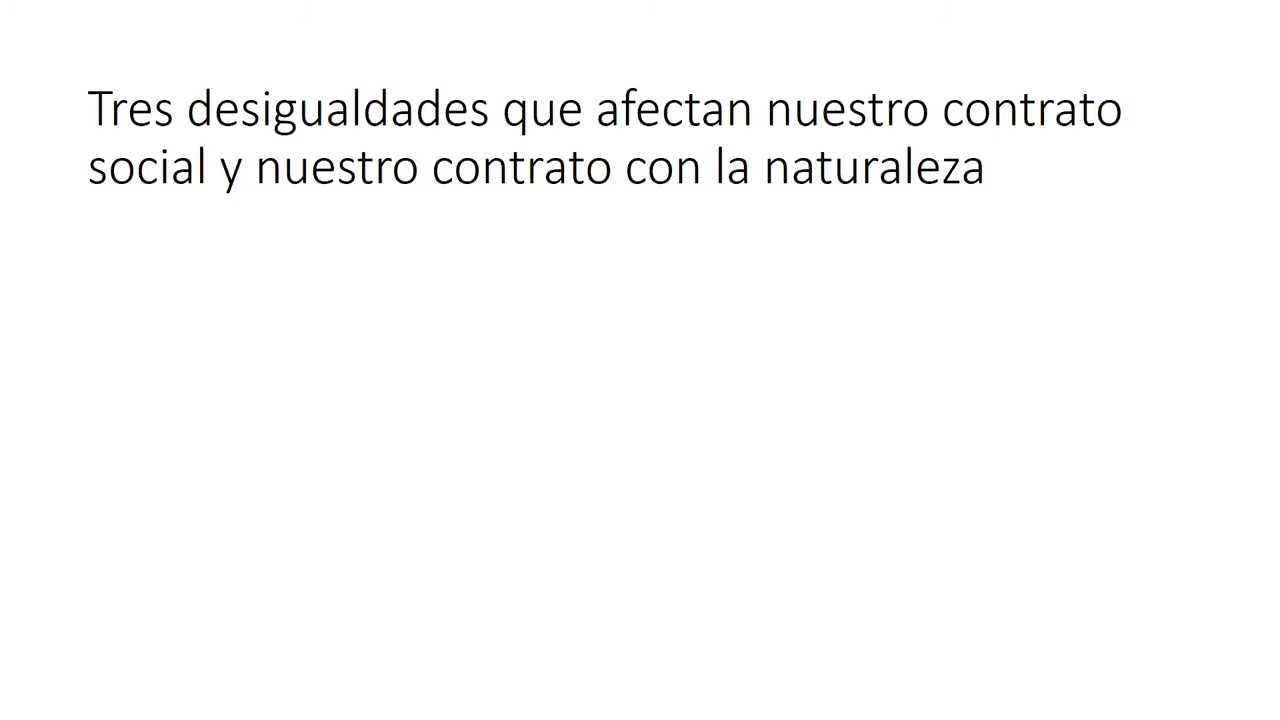 Tres desigualdades que afectan nuestro contrato
social y nuestro contrato con la naturaleza